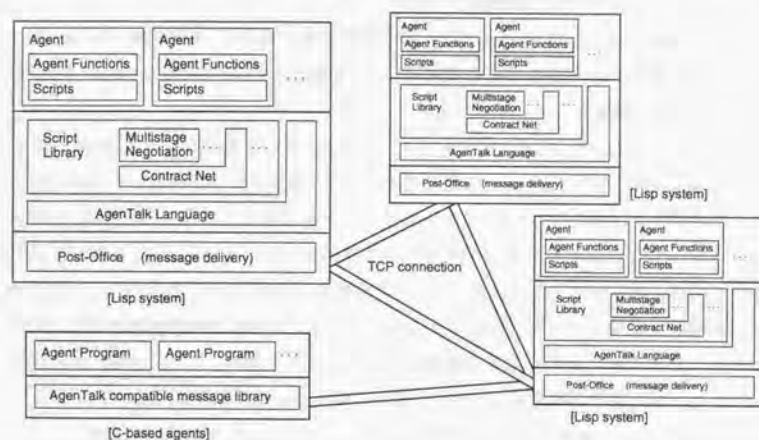 Agent Agent
Agent Functions Agent Functions
Scripts Scripts
Script Library
Multistage Negotiation
Contract Net
AgenTalk Language
Post-Office (message delivery)
[Lisp system]
Agent Agent
Agent Functions Agent Functions
Scripts Scripts
Script Library
Multistage Negotiation
Contract Net
AgenTalk Language
Post-Office (message delivery)
[Lisp system]
TCP connection
Agent Agent
Agent Functions Agent Functions
Scripts Scripts
Script Library
Multistage Negotiation
Contract Net
AgenTalk Language
Post-Office (message delivery)
[Lisp system]
Agent Program Agent Program
AgenTalk compatible message library
[C-based agents]